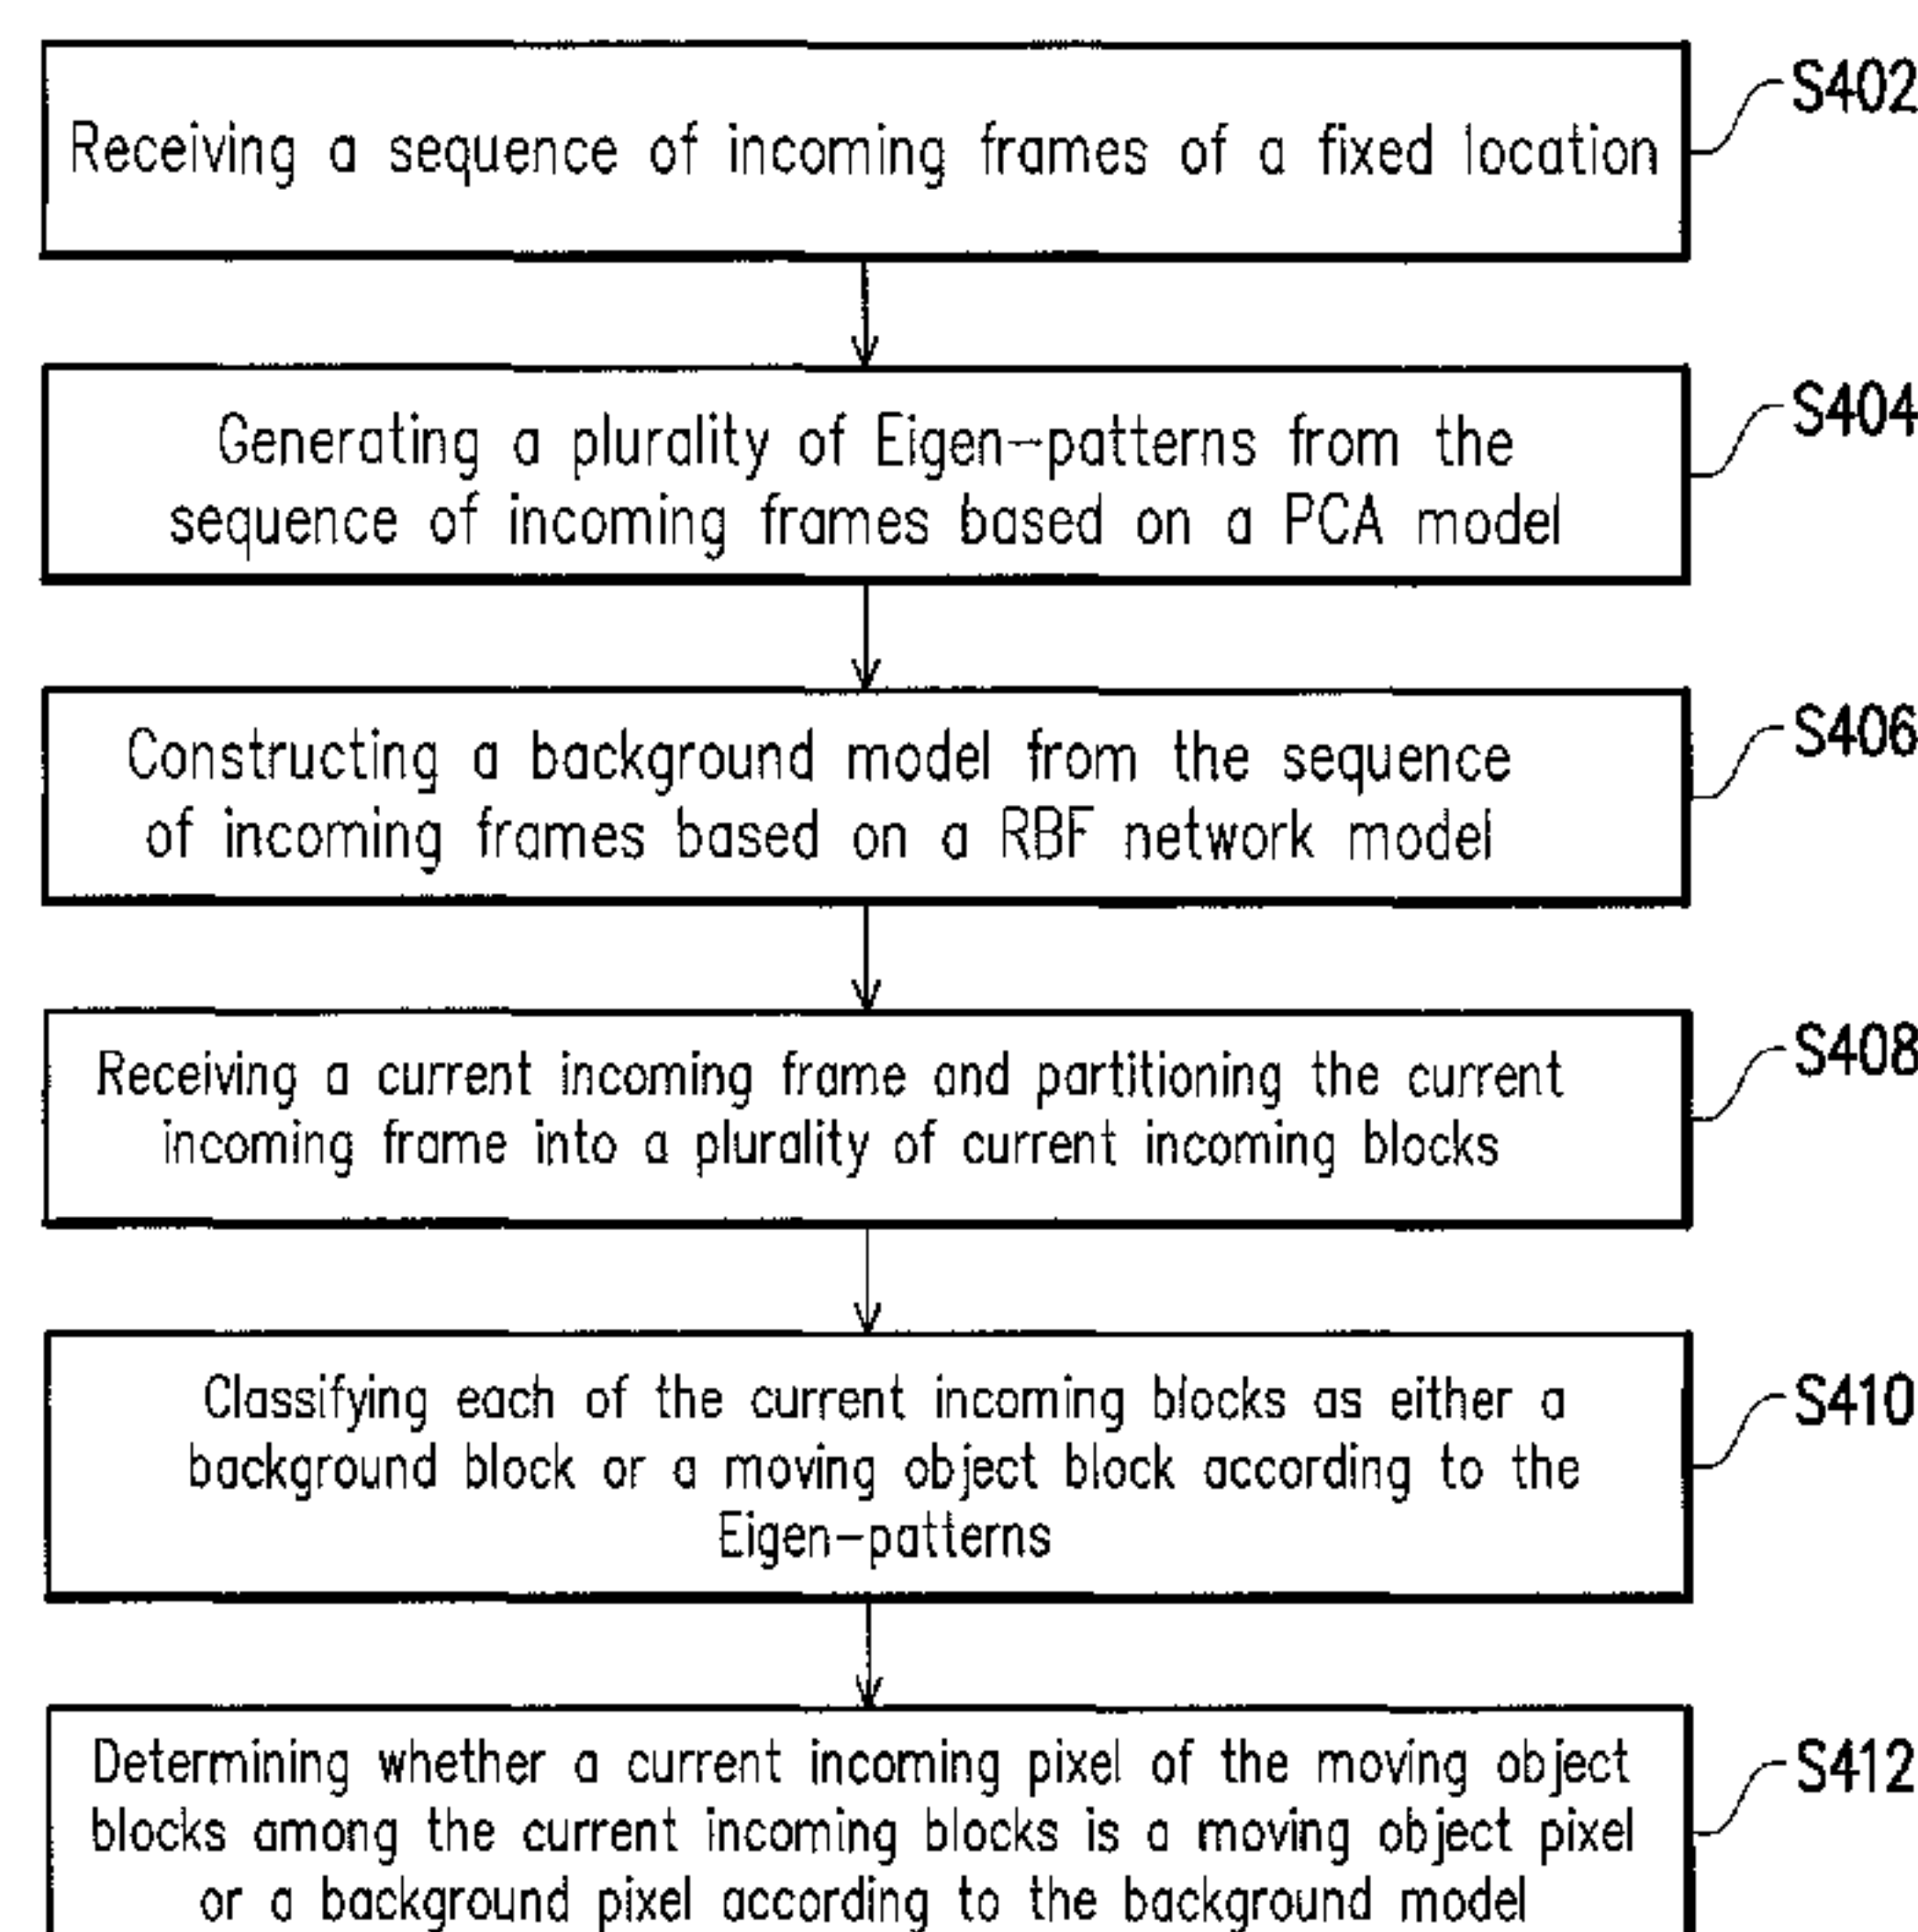 Receiving a sequence of incoming frames of a fixed location
S402
Generating a plurality of Eigen-patterns from the
sequence of incoming frames based on a PCA model
S404
Constructing a background model from the sequence
of incoming frames based on a RBF network model
S406
Receiving a current incoming frame and partitioning the current
incoming frame into a plurality of current incoming blocks
S408
Classifying each of the current incoming blocks as either a
background block or a moving object block according to the
Eigen-patterns
S410
Determining whether a current incoming pixel of the moving object
blocks among the current incoming blocks is a moving object pixel
or a background pixel according to the background model
S412